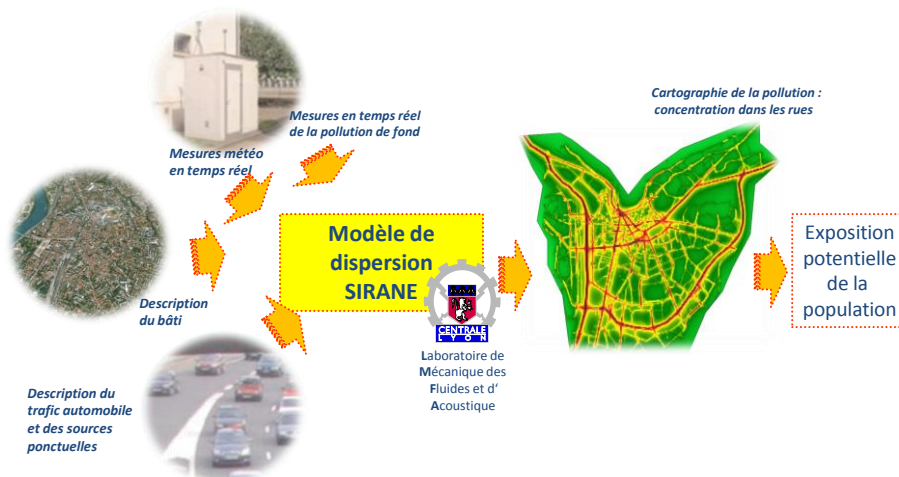 Cartographie de la pollution :
concentration dans les rues
Mesures en temps réel
de la pollution de fond
Mesures météo
en temps réel
Modèle de
dispersion
SIRANE
Exposition
potentielle
de la
population
Description
du bâti
CENTRALE
LYON
Laboratoire de
Mécanique des
Fluides et d'
Acoustique
Description du
trafic automobile
et des sources
ponctuelles